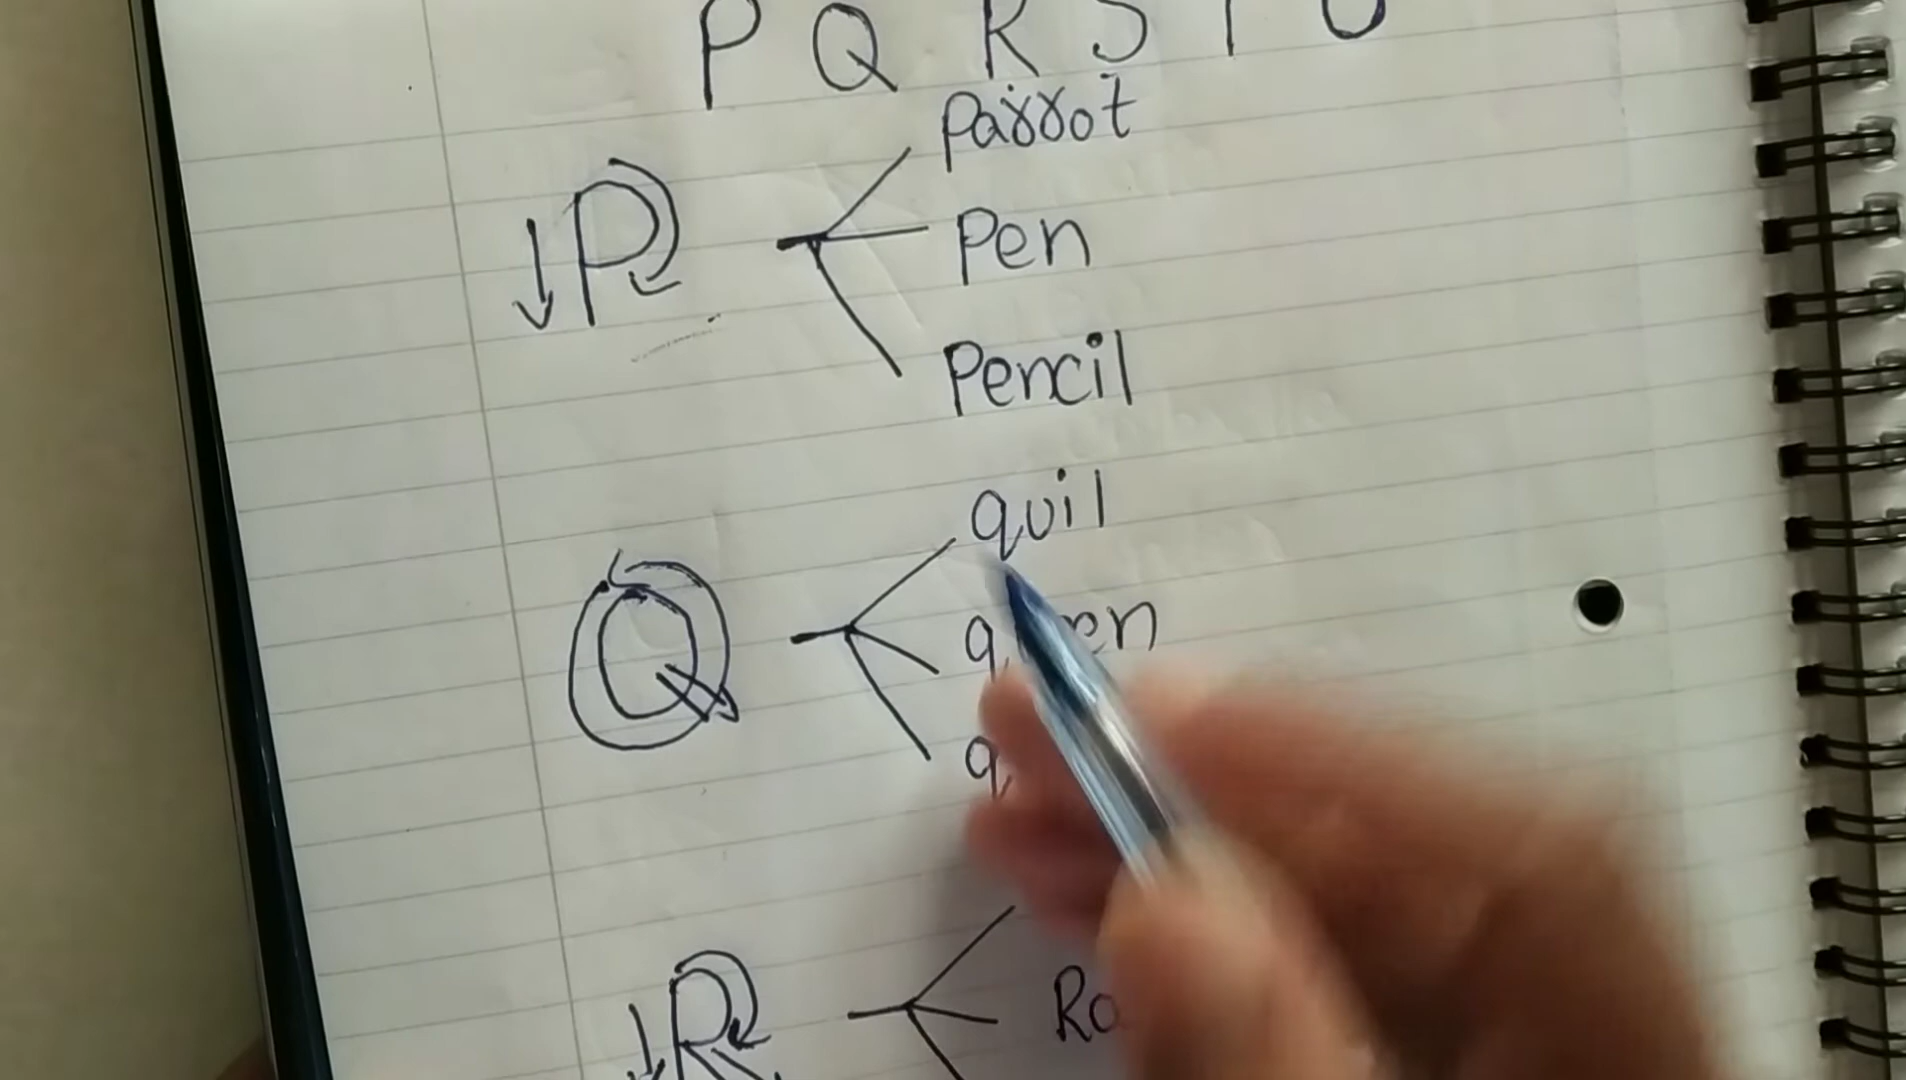 P Q R S T U
parrot
P
Pen
Pencil
quil
Q
R